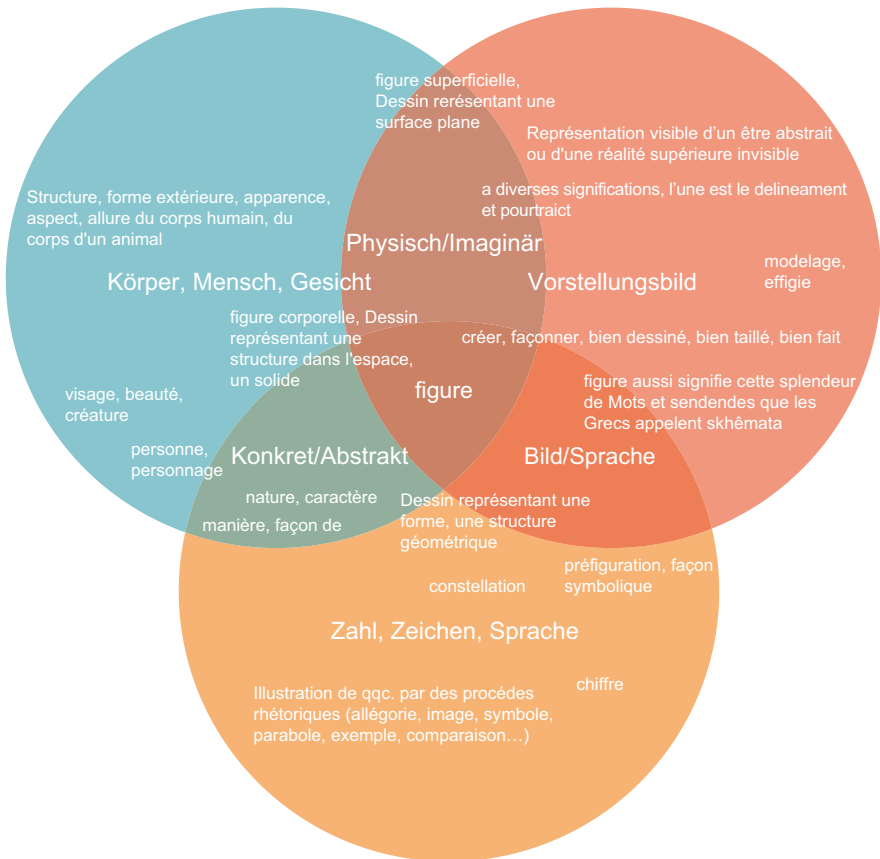 figure superficielle,
Dessin rerésentant une
surface plane
Représentation visible d'un être abstrait
ou d'une réalité supérieure invisible
Structure, forme extérieure, apparence,
aspect, allure du corps humain, du
corps d'un animal
a diverses significations, l'une est le delineament
et pourtraict
Physisch/Imaginär
modelage,
effigie
Körper, Mensch, Gesicht
Vorstellungsbild
figure corporelle, Dessin
représentant une
structure dans l'espace,
un solide
créer, façonner, bien dessiné, bien taillé, bien fait
figure
figure aussi signifie cette splendeur
de Mots et sendendes que les
Grecs appelent skhêmata
visage, beauté,
créature
personne,
personnage
Konkret/Abstrakt
Bild/Sprache
nature, caractère
manière, façon de
Dessin représentant une
forme, une structure
géométrique
constellation
préfiguration, façon
symbolique
Zahl, Zeichen, Sprache
chiffre
Illustration de qqc. par des procédes
rhétoriques (allégorie, image, symbole,
parabole, exemple, comparaison…)